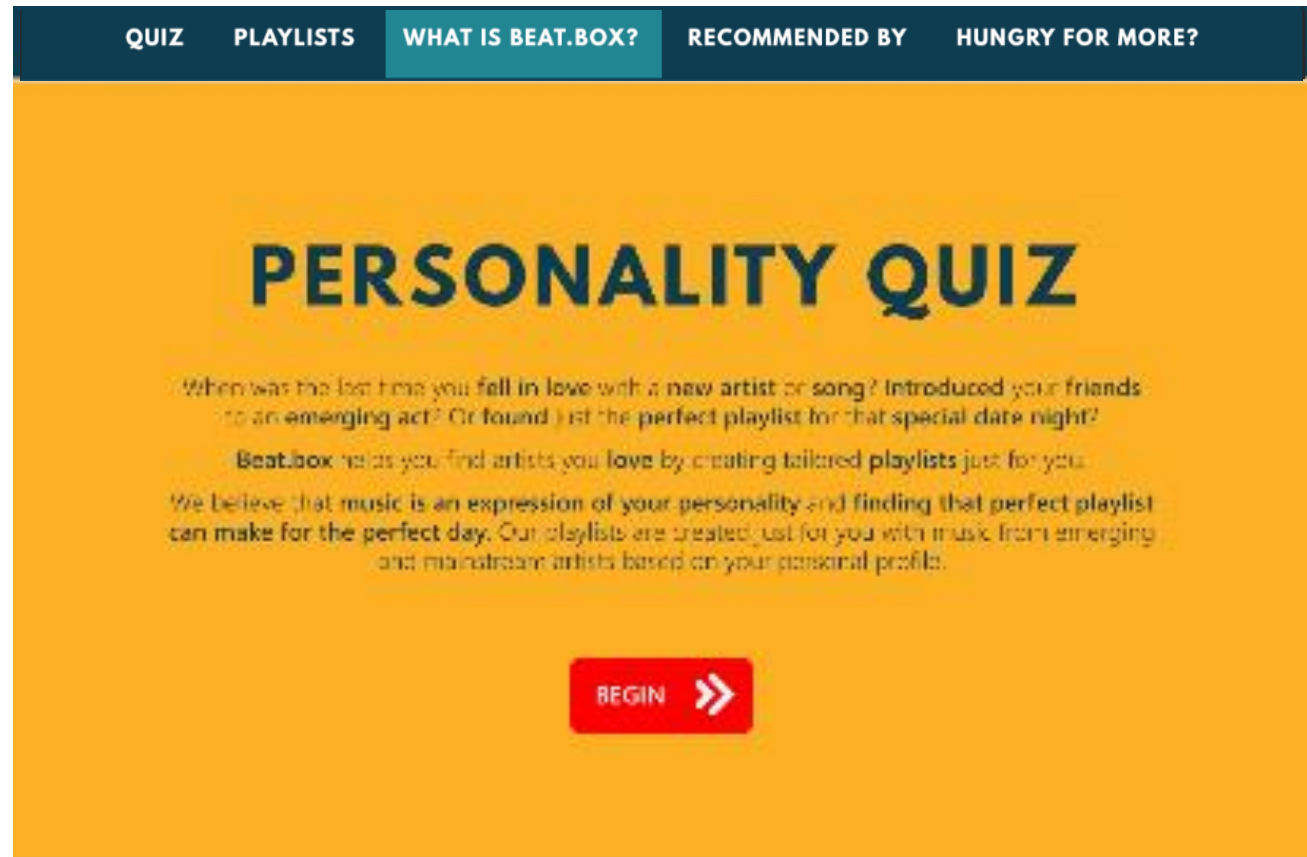 QUIZ PLAYLISTS WHAT IS BEAT.BOX? RECOMMENDED BY HUNGRY FOR MORE?
PERSONALITY QUIZ
When was the last time you fell in love with a new artist or song? Introduced your friends
to an emerging act? Or found just the perfect playlist for that special date night?
Beat.box helps you find artists you love by creating tailored playlists just for you.
We believe that music is an expression of your personality and finding that perfect playlist
can make for the perfect day. Our playlists are created just for you with music from emerging
and mainstream artists based on your personal profile.
BEGIN